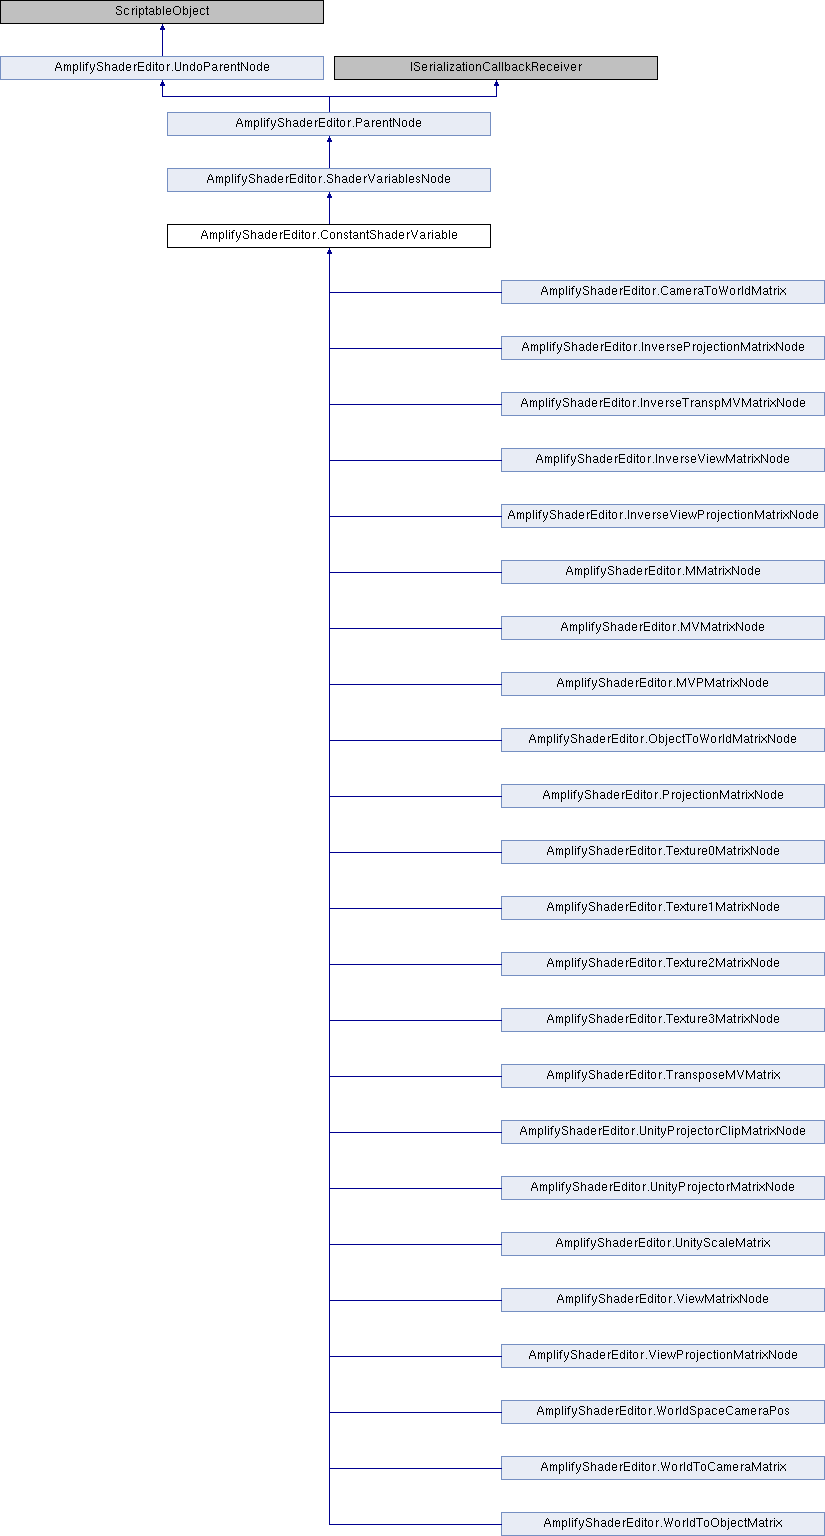 ScriptableObject
AmplifyShaderEditor.UndoParentNode
ISerializationCallbackReceiver
AmplifyShaderEditor.ParentNode
AmplifyShaderEditor.ShaderVariablesNode
AmplifyShaderEditor.ConstantShaderVariable
AmplifyShaderEditor.CameraToWorldMatrix
AmplifyShaderEditor.InverseProjectionMatrixNode
AmplifyShaderEditor.InverseTranspMVMatrixNode
AmplifyShaderEditor.InverseViewMatrixNode
AmplifyShaderEditor.InverseViewProjectionMatrixNode
AmplifyShaderEditor.MMatrixNode
AmplifyShaderEditor.MVMatrixNode
AmplifyShaderEditor.MVPMatrixNode
AmplifyShaderEditor.ObjectToWorldMatrixNode
AmplifyShaderEditor.ProjectionMatrixNode
AmplifyShaderEditor.Texture0MatrixNode
AmplifyShaderEditor.Texture1MatrixNode
AmplifyShaderEditor.Texture2MatrixNode
AmplifyShaderEditor.Texture3MatrixNode
AmplifyShaderEditor.TransposeMVMatrix
AmplifyShaderEditor.UnityProjectorClipMatrixNode
AmplifyShaderEditor.UnityProjectorMatrixNode
AmplifyShaderEditor.UnityScaleMatrix
AmplifyShaderEditor.ViewMatrixNode
AmplifyShaderEditor.ViewProjectionMatrixNode
AmplifyShaderEditor.WorldSpaceCameraPos
AmplifyShaderEditor.WorldToCameraMatrix
AmplifyShaderEditor.WorldToObjectMatrix